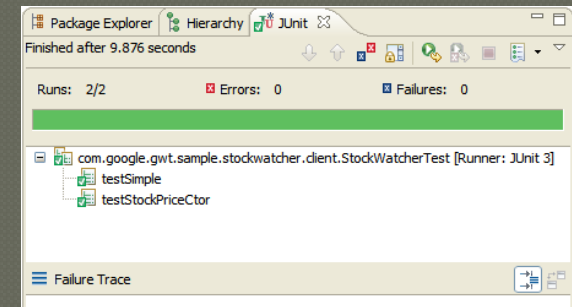 Package Explorer Hierarchy JUnit
Finished after 9.876 seconds
Runs: 2/2 Errors: 0 Failures: 0
com.google.gwt.sample.stockwatcher.client.StockWatcherTest [Runner: JUnit 3]
testSimple
testStockPriceCtor
Failure Trace